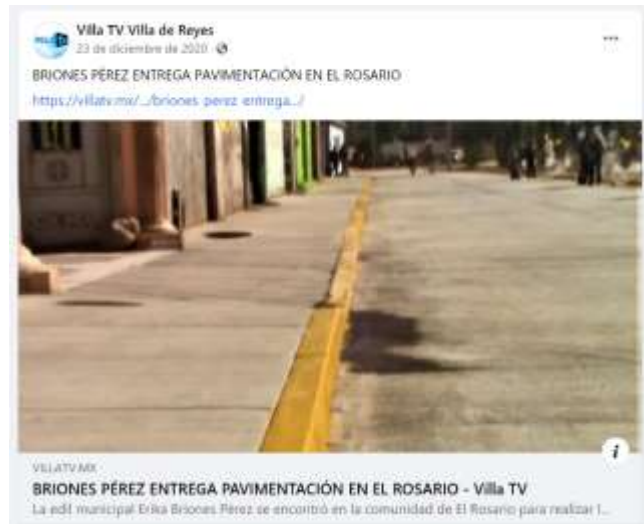 Villa TV Villa de Reyes
23 de diciembre de 2020
BRIONES PÉREZ ENTREGA PAVIMENTACIÓN EN EL ROSARIO
https://villatv.mx/.../briones-perez-entrega.../
VILLATV.MX
BRIONES PÉREZ ENTREGA PAVIMENTACIÓN EN EL ROSARIO - Villa TV
La edil municipal Erika Briones Pérez se encontró en la comunidad de El Rosario para realizar l...